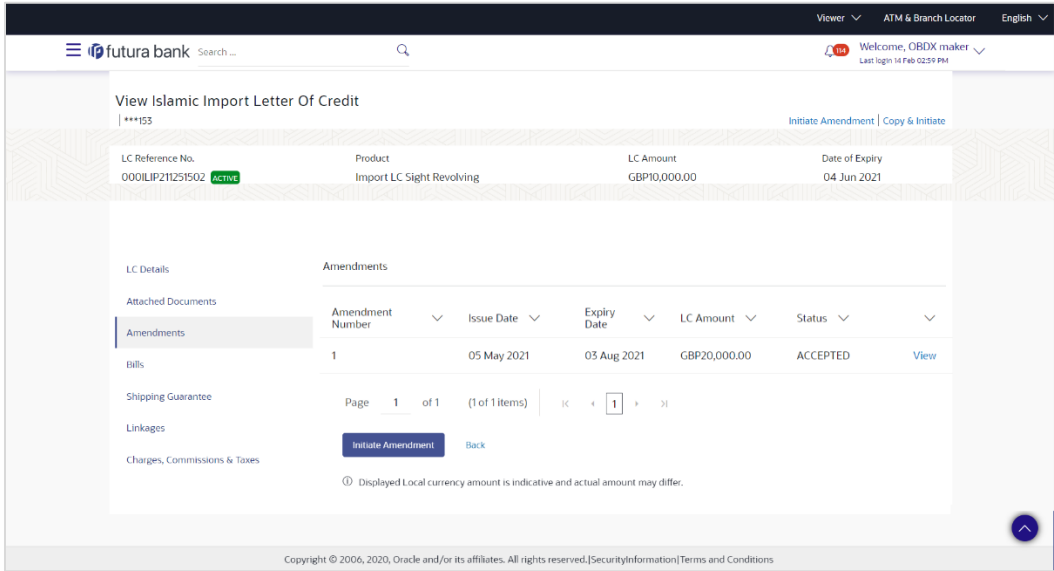 Viewer ATM & Branch Locator English
futura bank Search ... 114 Welcome, OBDX maker
Last login 14 Feb 02:59 PM
View Islamic Import Letter Of Credit
***153 Initiate Amendment | Copy & Initiate
LC Reference No. Product LC Amount Date of Expiry
000ILIP211251502 ACTIVE Import LC Sight Revolving GBP10,000.00 04 Jun 2021
LC Details
Attached Documents
Amendments
Bills
Shipping Guarantee
Linkages
Charges, Commissions & Taxes
Amendments
Amendment Number Issue Date Expiry Date LC Amount Status
1 05 May 2021 03 Aug 2021 GBP20,000.00 ACCEPTED View
Page 1 of 1 (1 of 1 items) 1
Initiate Amendment Back
Displayed Local currency amount is indicative and actual amount may differ.
Copyright © 2006, 2020, Oracle and/or its affiliates. All rights reserved.|SecurityInformation|Terms and Conditions